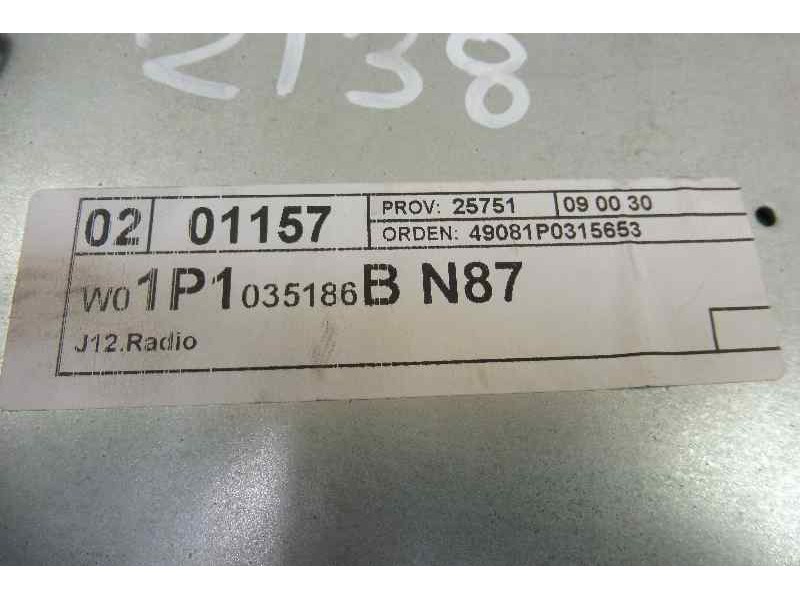 2138
02 01157 PROV: 25751 09 00 30
ORDEN: 49081P0315653
W01P1035186B N87
J12.Radio